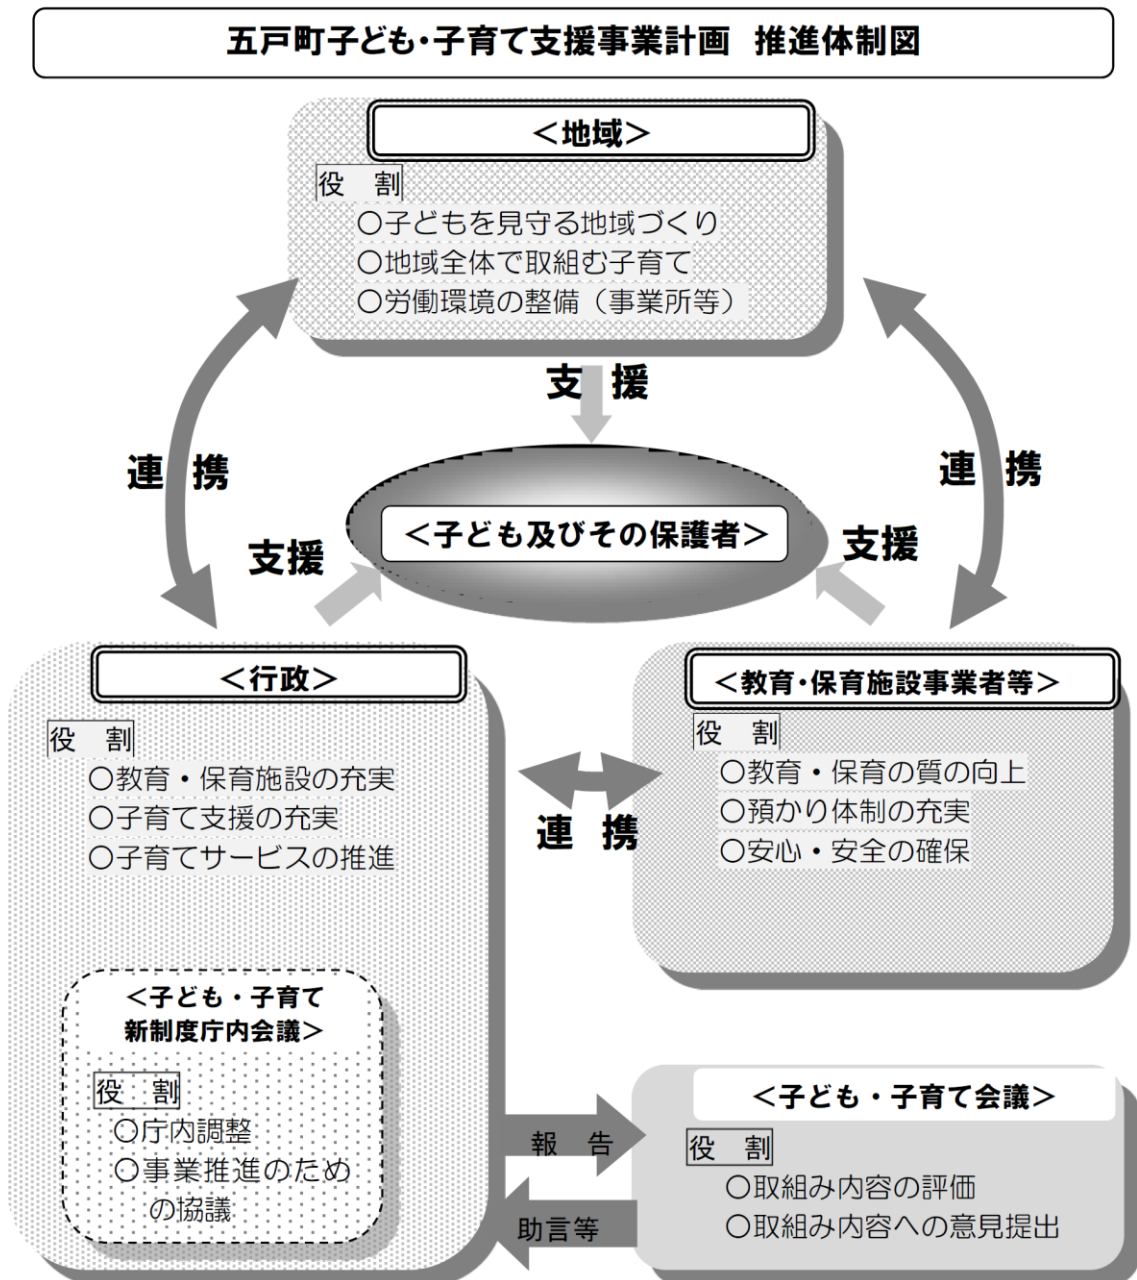 五戸町子ども・子育て支援事業計画 推進体制図
＜地域＞
役 割
○子どもを見守る地域づくり
○地域全体で取組む子育て
○労働環境の整備（事業所等）
支 援
連 携
連 携
＜子ども及びその保護者＞
支援
支援
＜行政＞
役 割
○教育・保育施設の充実
○子育て支援の充実
○子育てサービスの推進
連 携
＜教育・保育施設事業者等＞
役 割
○教育・保育の質の向上
○預かり体制の充実
○安心・安全の確保
＜子ども・子育て
新制度庁内会議＞
役 割
○庁内調整
○事業推進のため
の協議
報 告
助言等
＜子ども・子育て会議＞
役 割
○取組み内容の評価
○取組み内容への意見提出